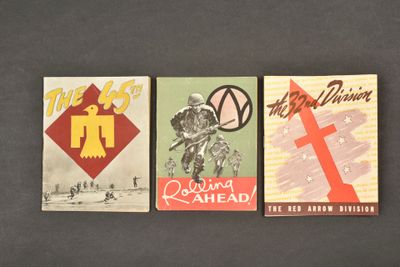 THE 45TH
Rolling
AHEAD!
the 32nd Division
THE RED ARROW DIVISION